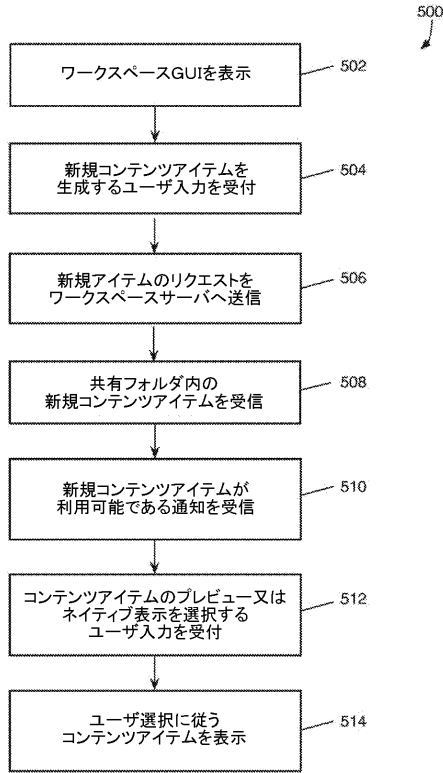 500
ワークスペースGUIを表示
502
新規コンテンツアイテムを
生成するユーザ入力を受付
504
新規アイテムのリクエストを
ワークスペースサーバへ送信
506
共有フォルダ内の
新規コンテンツアイテムを受信
508
新規コンテンツアイテムが
利用可能である通知を受信
510
コンテンツアイテムのプレビュー又は
ネイティブ表示を選択する
ユーザ入力を受付
512
ユーザ選択に従う
コンテンツアイテムを表示
514